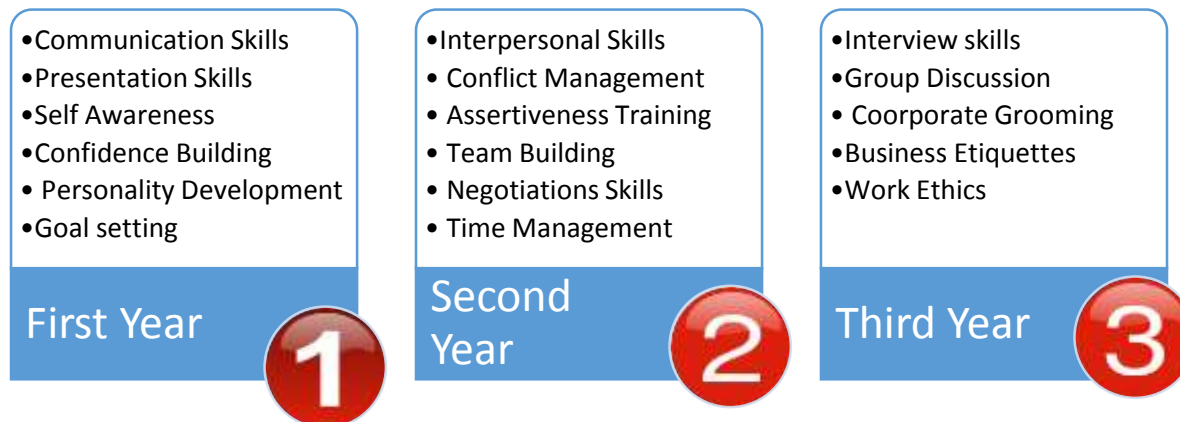 •Communication Skills
•Presentation Skills
•Self Awareness
•Confidence Building
• Personality Development
•Goal setting
First Year
1
•Interpersonal Skills
• Conflict Management
• Assertiveness Training
• Team Building
• Negotiations Skills
• Time Management
Second
Year
2
•Interview skills
•Group Discussion
• Coorporate Grooming
•Business Etiquettes
•Work Ethics
Third Year
3